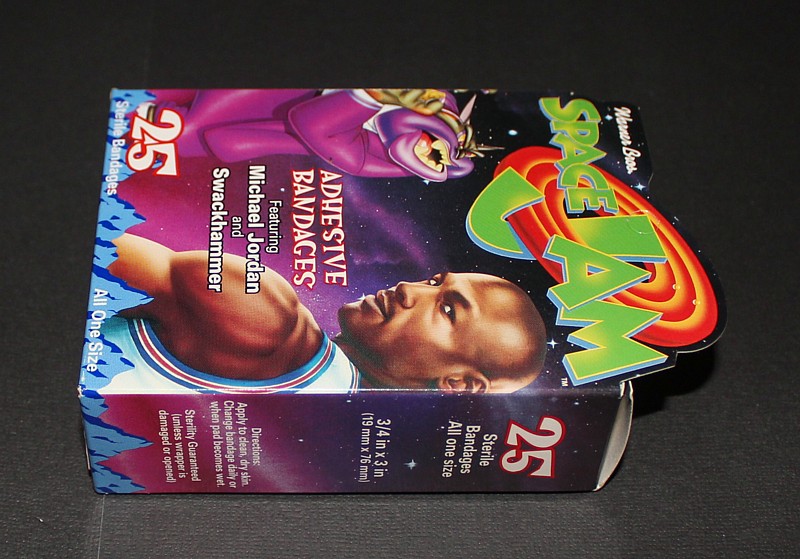 Warner Bros.
SPACE
JAM
TM
ADHESIVE
BANDAGES
Featuring
Michael Jordan
and
Swackhammer
25
Sterile Bandages
All One Size
25
Sterile
Bandages
All one size
3/4 in x 3 in
(19 mm x 76 mm)
Directions:
Apply to clean, dry skin.
Change bandage daily or
when pad becomes wet.
Sterility Guaranteed
(unless wrapper is
damaged or opened)